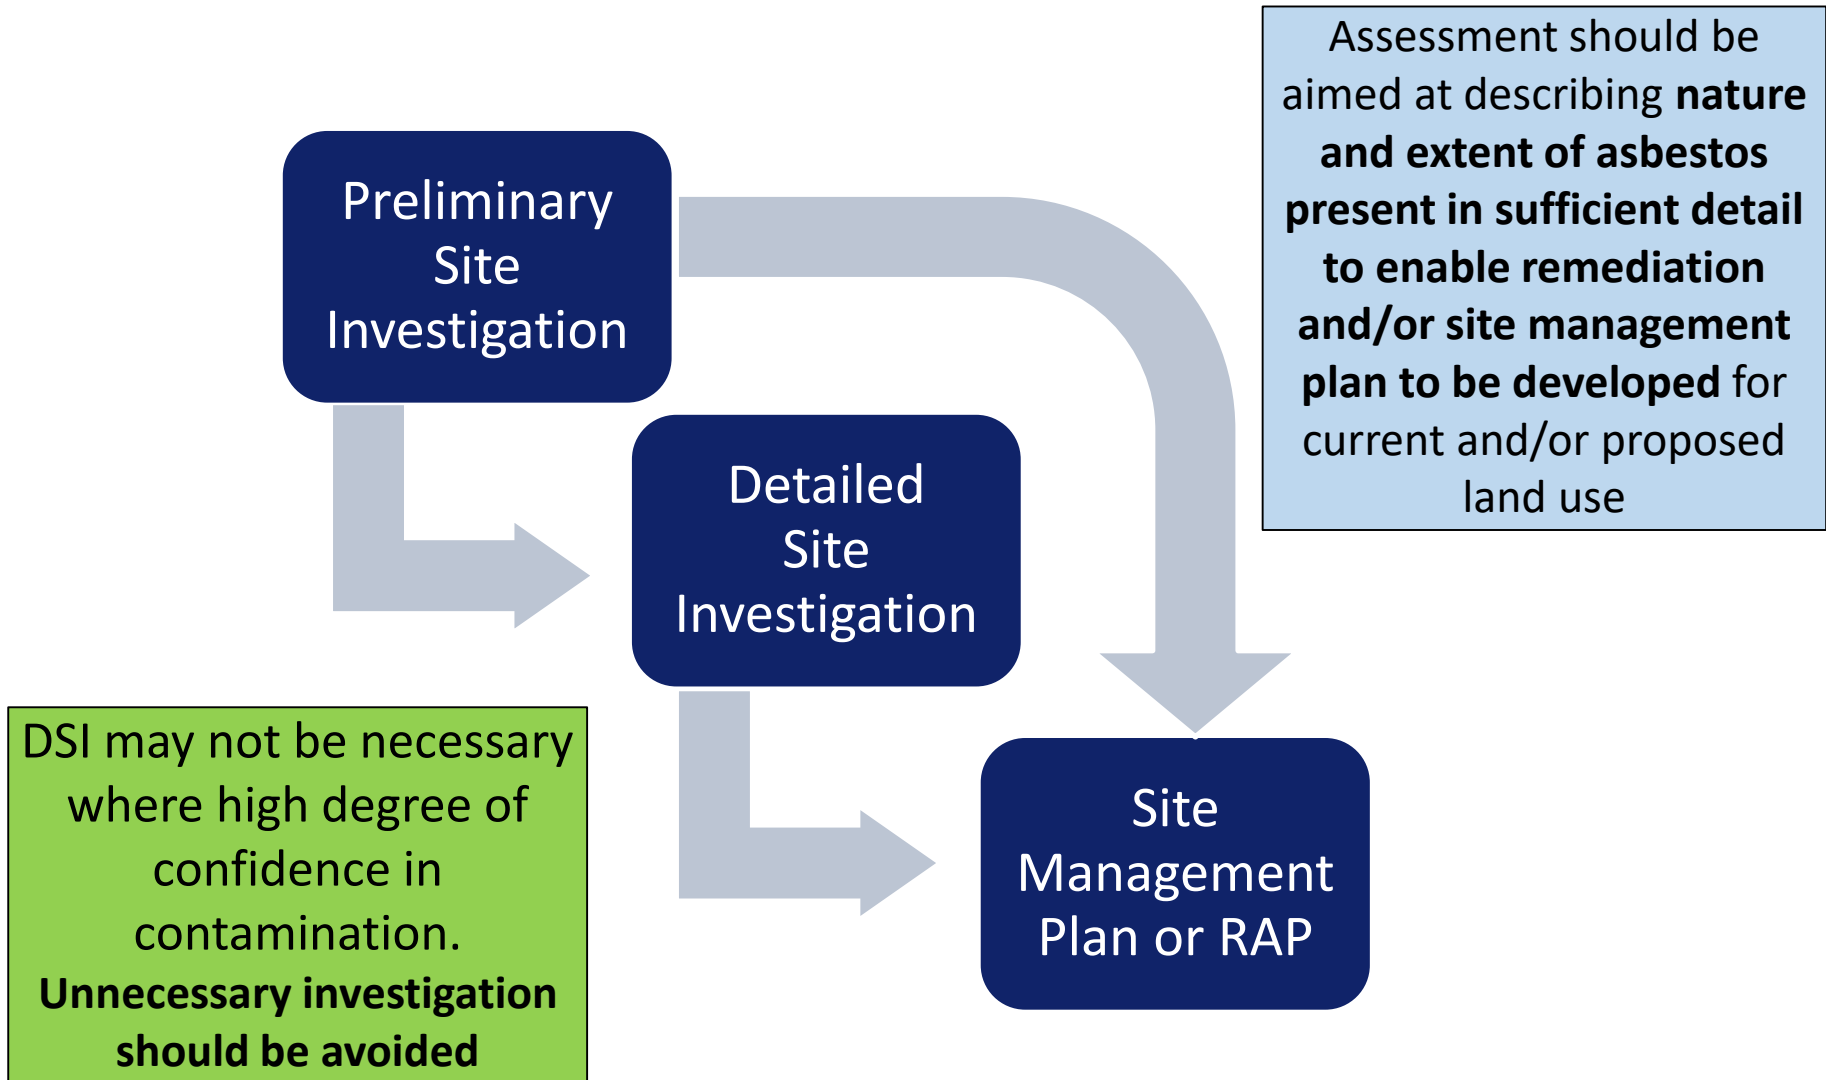 Preliminary
Site
Investigation
Assessment should be
aimed at describing nature
and extent of asbestos
present in sufficient detail
to enable remediation
and/or site management
plan to be developed for
current and/or proposed
land use
Detailed
Site
Investigation
DSI may not be necessary
where high degree of
confidence in
contamination.
Unnecessary investigation
should be avoided
Site
Management
Plan or RAP